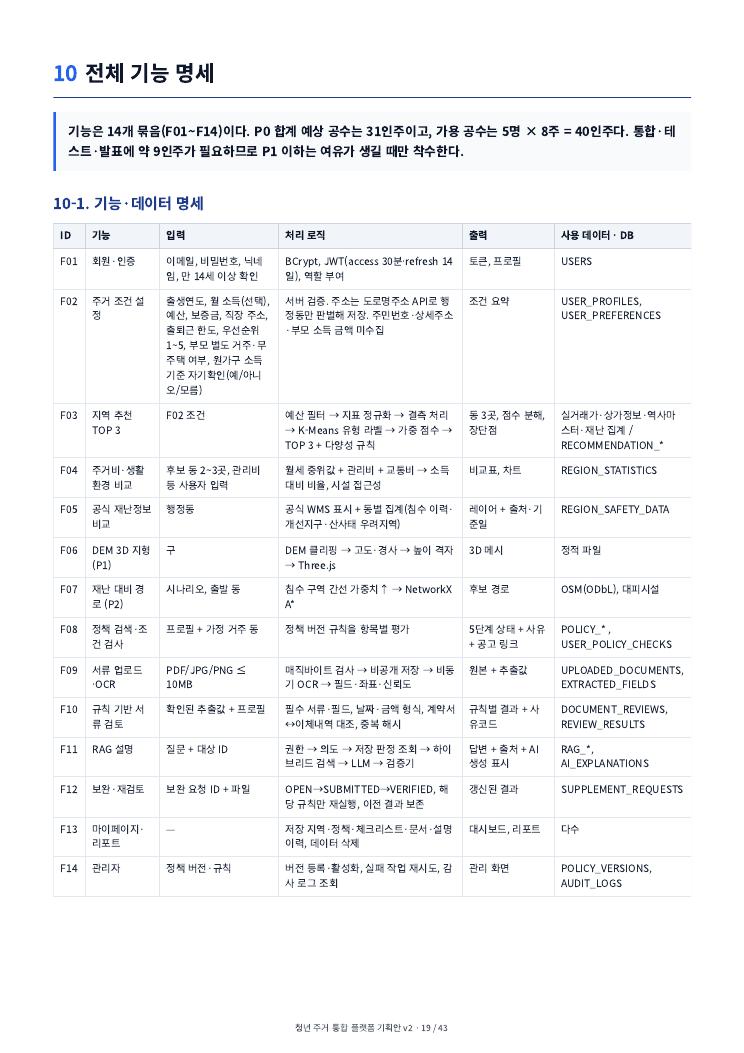 10 전체 기능 명세
기능은 14개 묶음(F01~F14)이다. P0 합계 예상 공수는 31인주이고, 가용 공수는 5명 × 8주 = 40인주다. 통합·테
스트·발표에 약 9인주가 필요하므로 P1 이하는 여유가 생길 때만 착수한다.
10-1. 기능·데이터 명세
ID 기능 입력 처리 로직 출력 사용 데이터 · DB
F01 회원·인증 이메일, 비밀번호, 닉네 BCrypt, JWT(access 30분·refresh 14 토큰, 프로필 USERS
임, 만 14세 이상 확인 일), 역할 부여
F02 주거 조건 설 출생연도, 월 소득(선택), 서버 검증. 주소는 도로명주소 API로 행 조건 요약 USER_PROFILES,
정 예산, 보증금, 직장 주소, 정동만 판별해 저장. 주민번호·상세주소 USER_PREFERENCES
출퇴근 한도, 우선순위 ·부모 소득 금액 미수집
1~5, 부모 별도 거주·무
주택 여부, 원가구 소득
기준 자기확인(예/아니
오/모름)
F03 지역 추천 F02 조건 예산 필터 → 지표 정규화 → 결측 처리 동 3곳, 점수 분해, 실거래가·상가정보·역사마
TOP 3 → K-Means 유형 라벨 → 가중 점수 → 장단점 스터·재난 집계 /
TOP 3 + 다양성 규칙 RECOMMENDATION_*
F04 주거비·생활 후보 동 2~3곳, 관리비 월세 중위값 + 관리비 + 교통비 → 소득 비교표, 차트 REGION_STATISTICS
환경 비교 등 사용자 입력 대비 비율, 시설 접근성
F05 공식 재난정보 행정동 공식 WMS 표시 + 동별 집계(침수 이력· 레이어 + 출처·기 REGION_SAFETY_DATA
비교 개선지구·산사태 우려지역) 준일
F06 DEM 3D 지형 구 DEM 클리핑 → 고도·경사 → 높이 격자 3D 메시 정적 파일
(P1) → Three.js
F07 재난 대비 경 시나리오, 출발 동 침수 구역 간선 가중치↑ → NetworkX 후보 경로 OSM(ODbL), 대피시설
로 (P2) A*
F08 정책 검색·조 프로필 + 가정 거주 동 정책 버전 규칙을 항목별 평가 5단계 상태 + 사유 POLICY_* ,
건 검사 + 공고 링크 USER_POLICY_CHECKS
F09 서류 업로드 PDF/JPG/PNG ≤ 매직바이트 검사 → 비공개 저장 → 비동 원본 + 추출값 UPLOADED_DOCUMENTS,
·OCR 10MB 기 OCR → 필드·좌표·신뢰도 EXTRACTED_FIELDS
F10 규칙 기반 서 확인된 추출값 + 프로필 필수 서류·필드, 날짜·금액 형식, 계약서 규칙별 결과 + 사 DOCUMENT_REVIEWS,
류 검토 ↔이체내역 대조, 중복 해시 유코드 REVIEW_RESULTS
F11 RAG 설명 질문 + 대상 ID 권한 → 의도 → 저장 판정 조회 → 하이 답변 + 출처 + AI RAG_*,
브리드 검색 → LLM → 검증기 생성 표시 AI_EXPLANATIONS
F12 보완·재검토 보완 요청 ID + 파일 OPEN→SUBMITTED→VERIFIED, 해 갱신된 결과 SUPPLEMENT_REQUESTS
당 규칙만 재실행, 이전 결과 보존
F13 마이페이지· — 저장 지역·정책·체크리스트·문서·설명 대시보드, 리포트 다수
리포트 이력, 데이터 삭제
F14 관리자 정책 버전·규칙 버전 등록·활성화, 실패 작업 재시도, 감 관리 화면 POLICY_VERSIONS,
사 로그 조회 AUDIT_LOGS
청년 주거 통합 플랫폼 기획안 v2 · 19 / 43